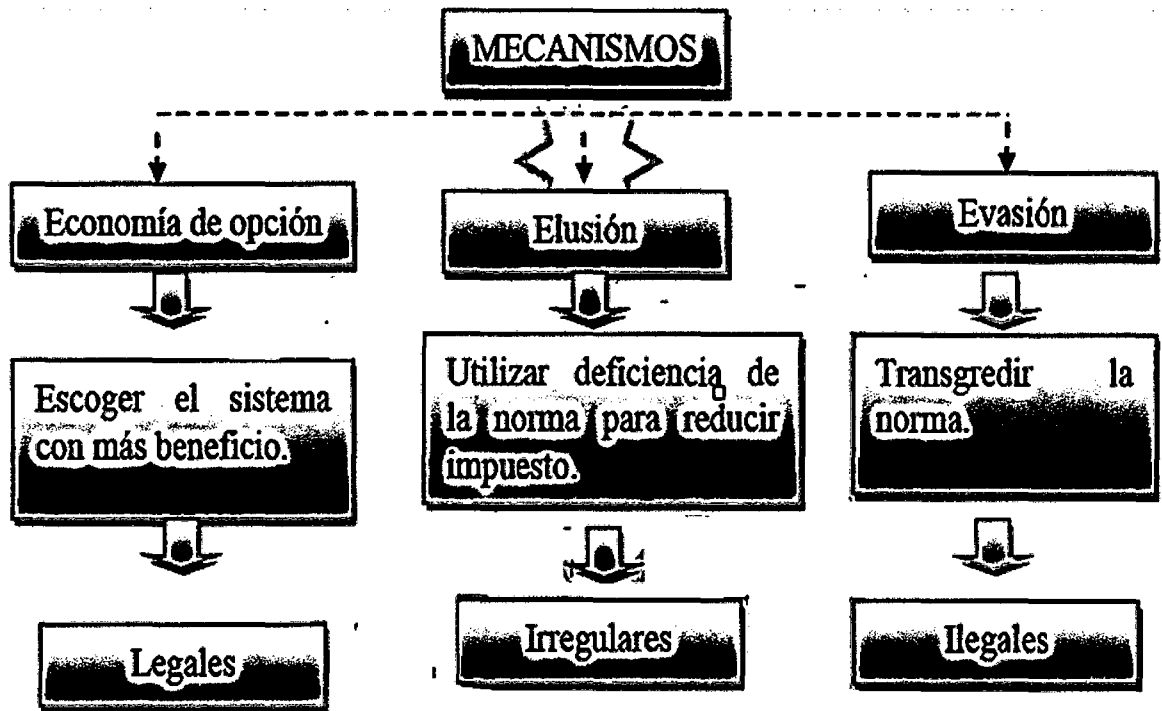 MECANISMOS
Economía de opción
Elusión
Evasión
Escoger el sistema
con más beneficio.
Utilizar deficiencia de
la norma para reducir
impuesto.
Transgredir la
norma.
Legales
Irregulares
Ilegales